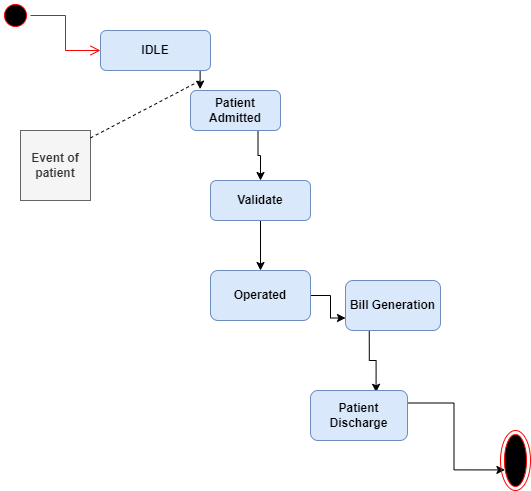 IDLE
Patient
Admitted
Event of
patient
Validate
Operated
Bill Generation
Patient
Discharge